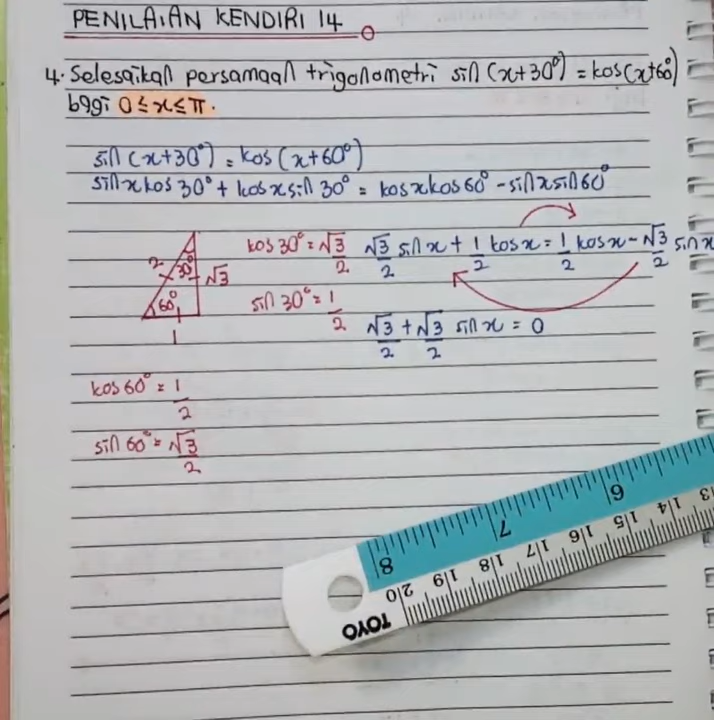 PENILAIAN KENDIRI 14
4. Selesaikan persamaan trigonometri sin (x+30°) = kos(x+60°)
bagi 0≤x≤π.
sin (x+30°) = kos (x+60°)
sin x kos 30° + kos x sin 30° = kos x kos 60° - sin x sin 60°
2 30° √3
60°
1
kos 30° = √3/2
sin 30° = 1/2
√3/2 sin x + 1/2 kos x = 1/2 kos x - √3/2 sin x
√3/2 + √3/2 sin x = 0
kos 60° = 1/2
sin 60° = √3/2
8 7 6
20 19 18 17 16 15 14 13
TOYO